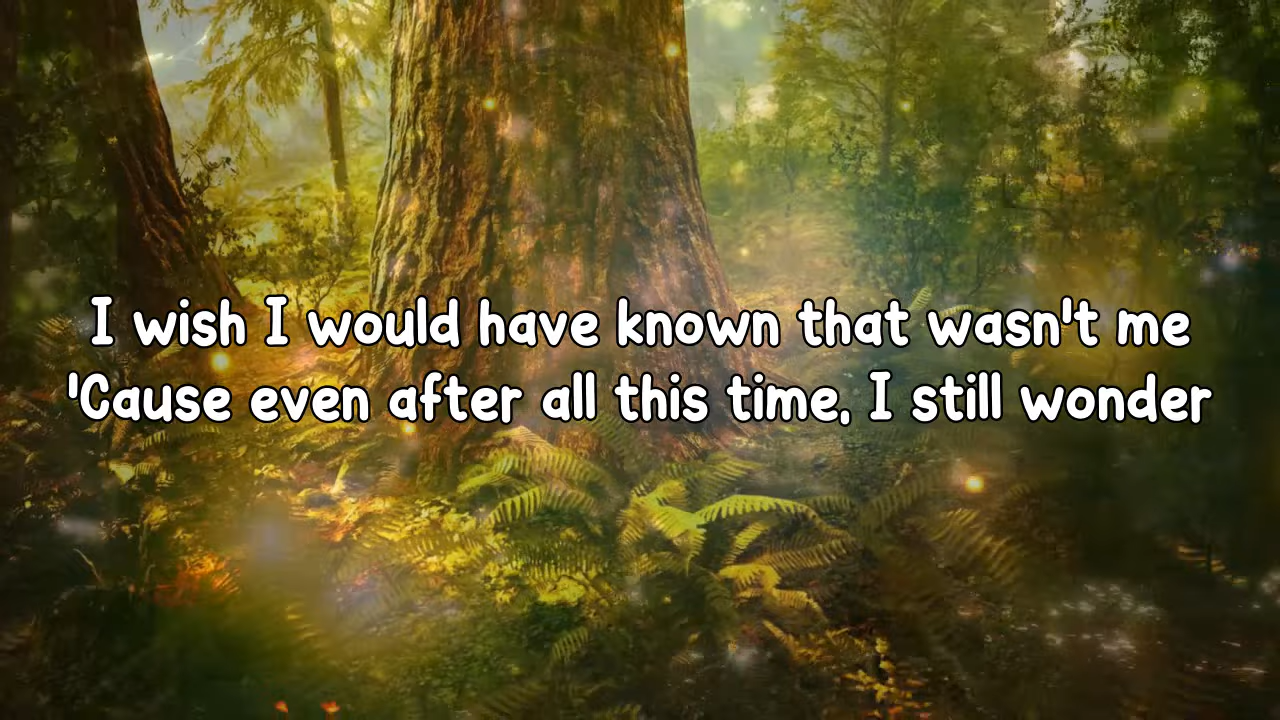 I wish I would have known that wasn't me
'Cause even after all this time, I still wonder